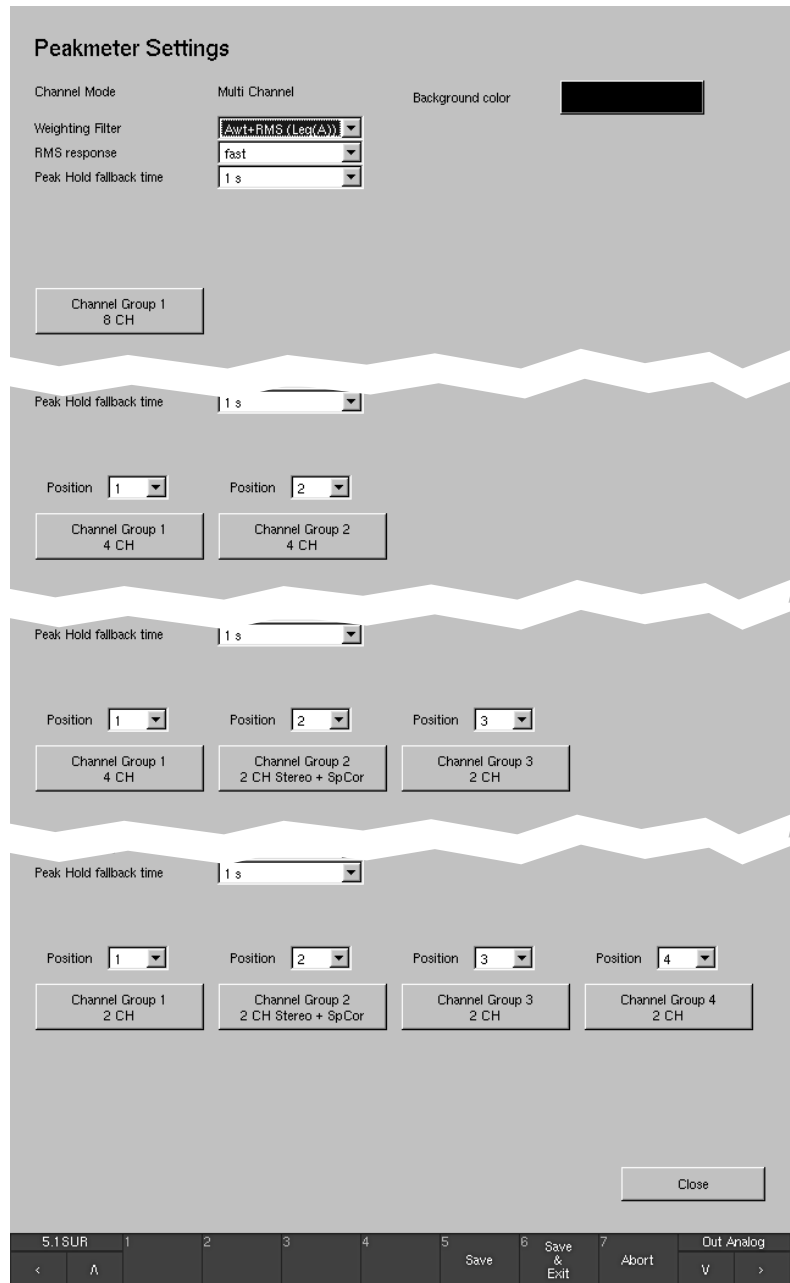 Peakmeter Settings
Channel Mode Multi Channel Background color
Weighting Filter Awt+RMS (Leq(A))
RMS response fast
Peak Hold fallback time 1 s
Channel Group 1
8 CH
Peak Hold fallback time 1 s
Position 1 Position 2
Channel Group 1 Channel Group 2
4 CH 4 CH
Peak Hold fallback time 1 s
Position 1 Position 2 Position 3
Channel Group 1 Channel Group 2 Channel Group 3
4 CH 2 CH Stereo + SpCor 2 CH
Peak Hold fallback time 1 s
Position 1 Position 2 Position 3 Position 4
Channel Group 1 Channel Group 2 Channel Group 3 Channel Group 4
2 CH 2 CH Stereo + SpCor 2 CH 2 CH
Close
5.1SUR 1 2 3 4 5 6 7 Out Analog
< Λ Save Save & Exit Abort V >